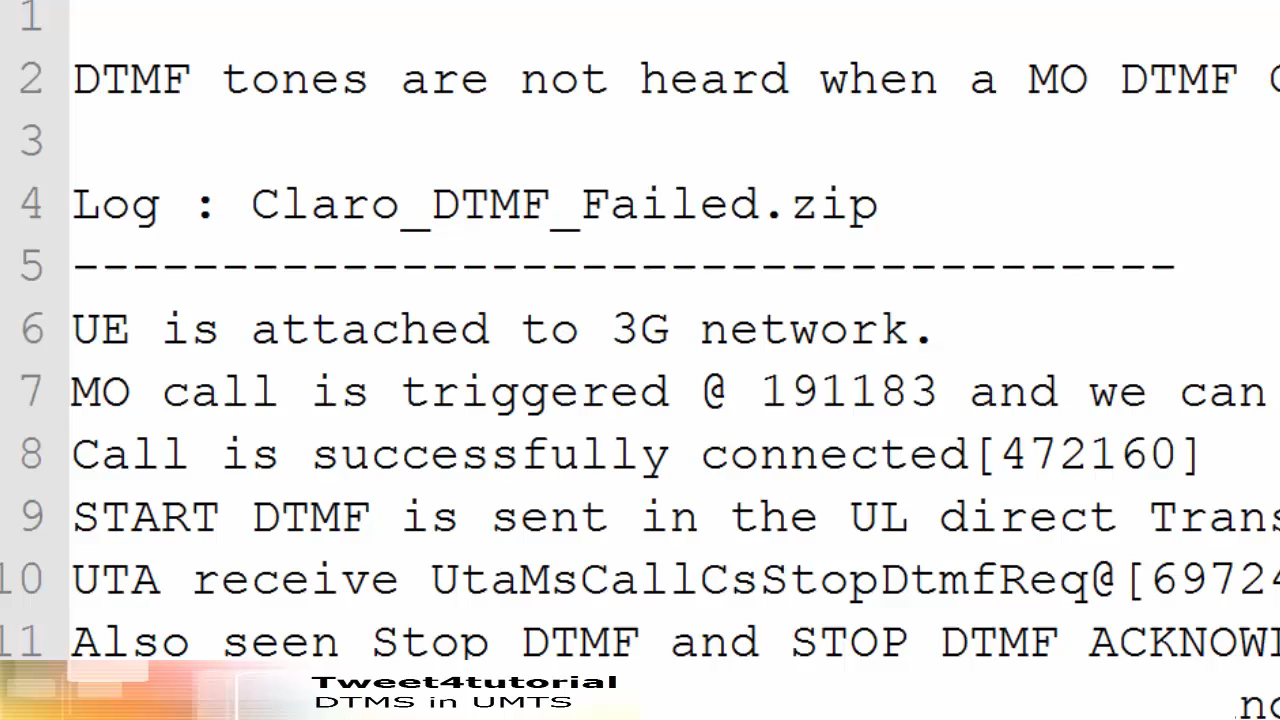 1
2 DTMF tones are not heard when a MO DTMF
3
4 Log : Claro_DTMF_Failed.zip
5 -------------------------------------
6 UE is attached to 3G network.
7 MO call is triggered @ 191183 and we can
8 Call is successfully connected[472160]
9 START DTMF is sent in the UL direct Trans
10 UTA receive UtaMsCallCsStopDtmfReq@[69724
11 Also seen Stop DTMF and STOP DTMF ACKNOW
Tweet4tutorial
DTMS in UMTS
no